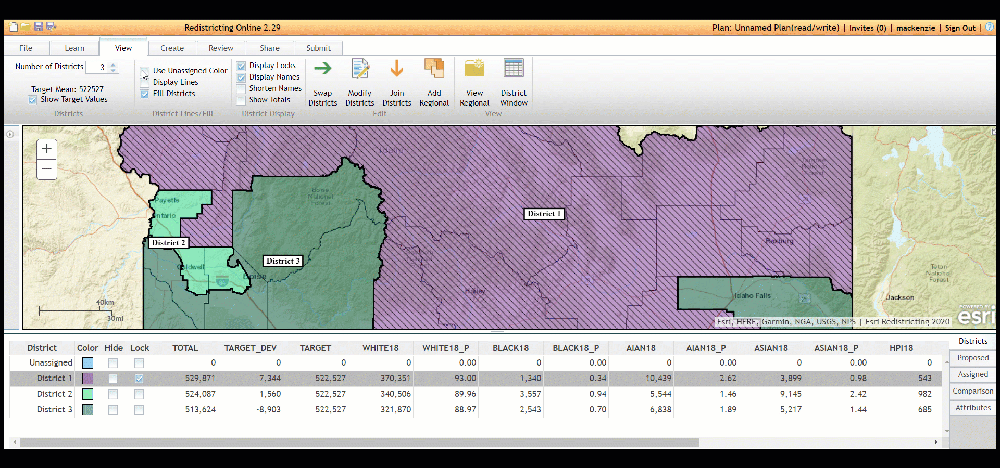 Redistricting Online 2.29
Plan: Unnamed Plan(read/write) | Invites (0) | mackenzie | Sign Out | ?
File Learn View Create Review Share Submit
Number of Districts 3
Target Mean: 522527
Show Target Values
Districts
Use Unassigned Color
Display Lines
Fill Districts
District Lines/Fill
Display Locks
Display Names
Shorten Names
Show Totals
District Display
Swap Districts
Modify Districts
Join Districts
Add Regional
Edit
View Regional
District Window
View
+
−
Idaho
Targhee
National
Forest
Boise
National
Forest
Payette
Ontario
20
District 1
District 2
Rexburg
District 3
Caldwell
Boise
84
20
Hailey
Teton
National
Forest
Idaho Falls
26
Jackson
40km
30mi
POWERED BY
esri
Esri, HERE, Garmin, NGA, USGS, NPS | Esri Redistricting 2020
Idaho
District Color Hide Lock TOTAL TARGET_DEV TARGET WHITE18 WHITE18_P BLACK18 BLACK18_P AIAN18 AIAN18_P ASIAN18 ASIAN18_P HPI18
Unassigned 0 0 0 0 0.00 0 0.00 0 0.00 0 0.00 0
District 1 529,871 7,344 522,527 370,351 93.00 1,340 0.34 10,439 2.62 3,899 0.98 543
District 2 524,087 1,560 522,527 340,506 89.96 3,557 0.94 5,544 1.46 9,145 2.42 982
District 3 513,624 -8,903 522,527 321,870 88.97 2,543 0.70 6,838 1.89 5,217 1.44 685
Districts
Proposed
Assigned
Comparison
Attributes